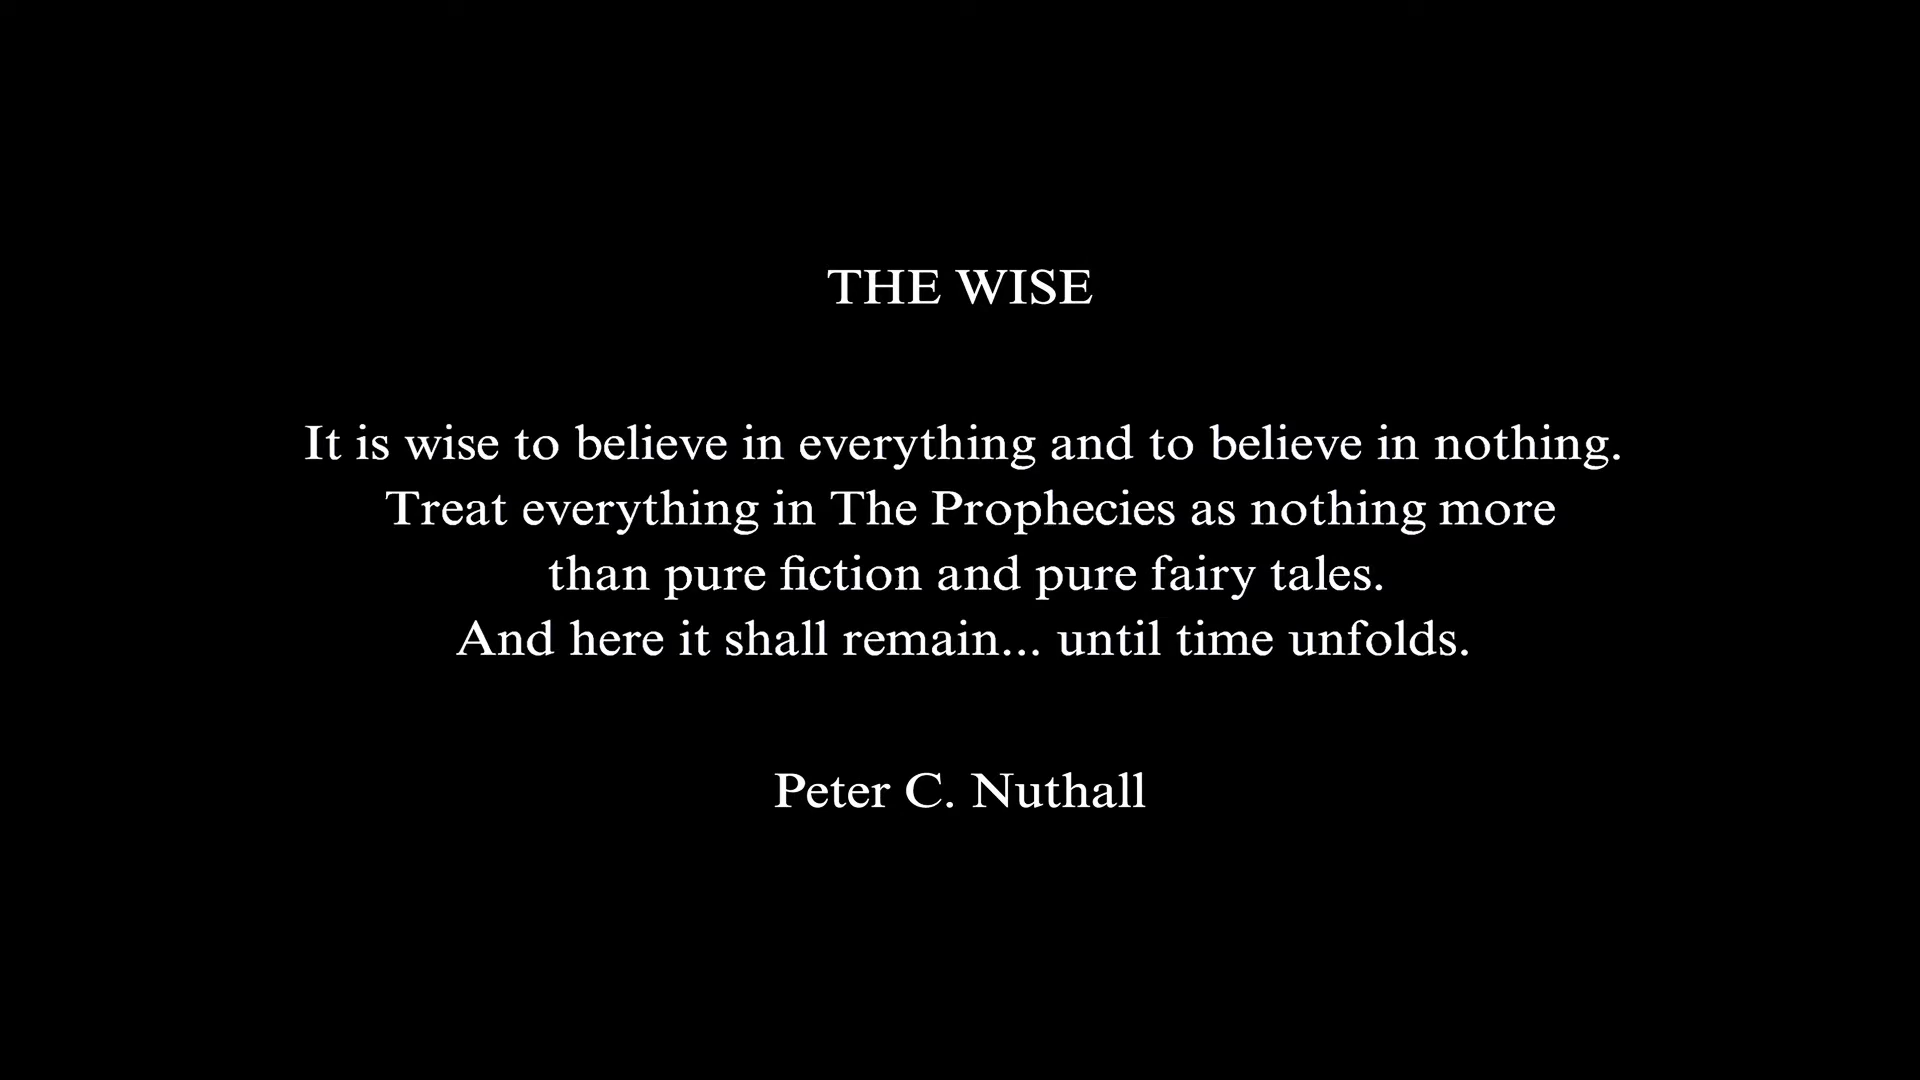 THE WISE
It is wise to believe in everything and to believe in nothing.
Treat everything in The Prophecies as nothing more
than pure fiction and pure fairy tales.
And here it shall remain... until time unfolds.
Peter C. Nuthall